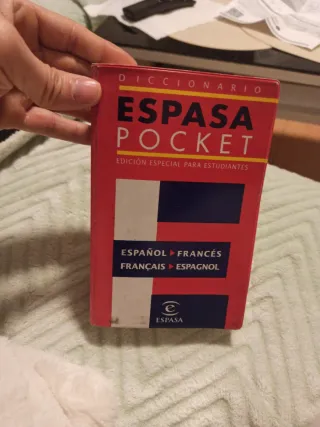 DICCIONARIO
ESPASA
POCKET
EDICIÓN ESPECIAL PARA ESTUDIANTES
ESPAÑOL ▸ FRANCÉS
FRANÇAIS ▸ ESPAGNOL
ESPASA